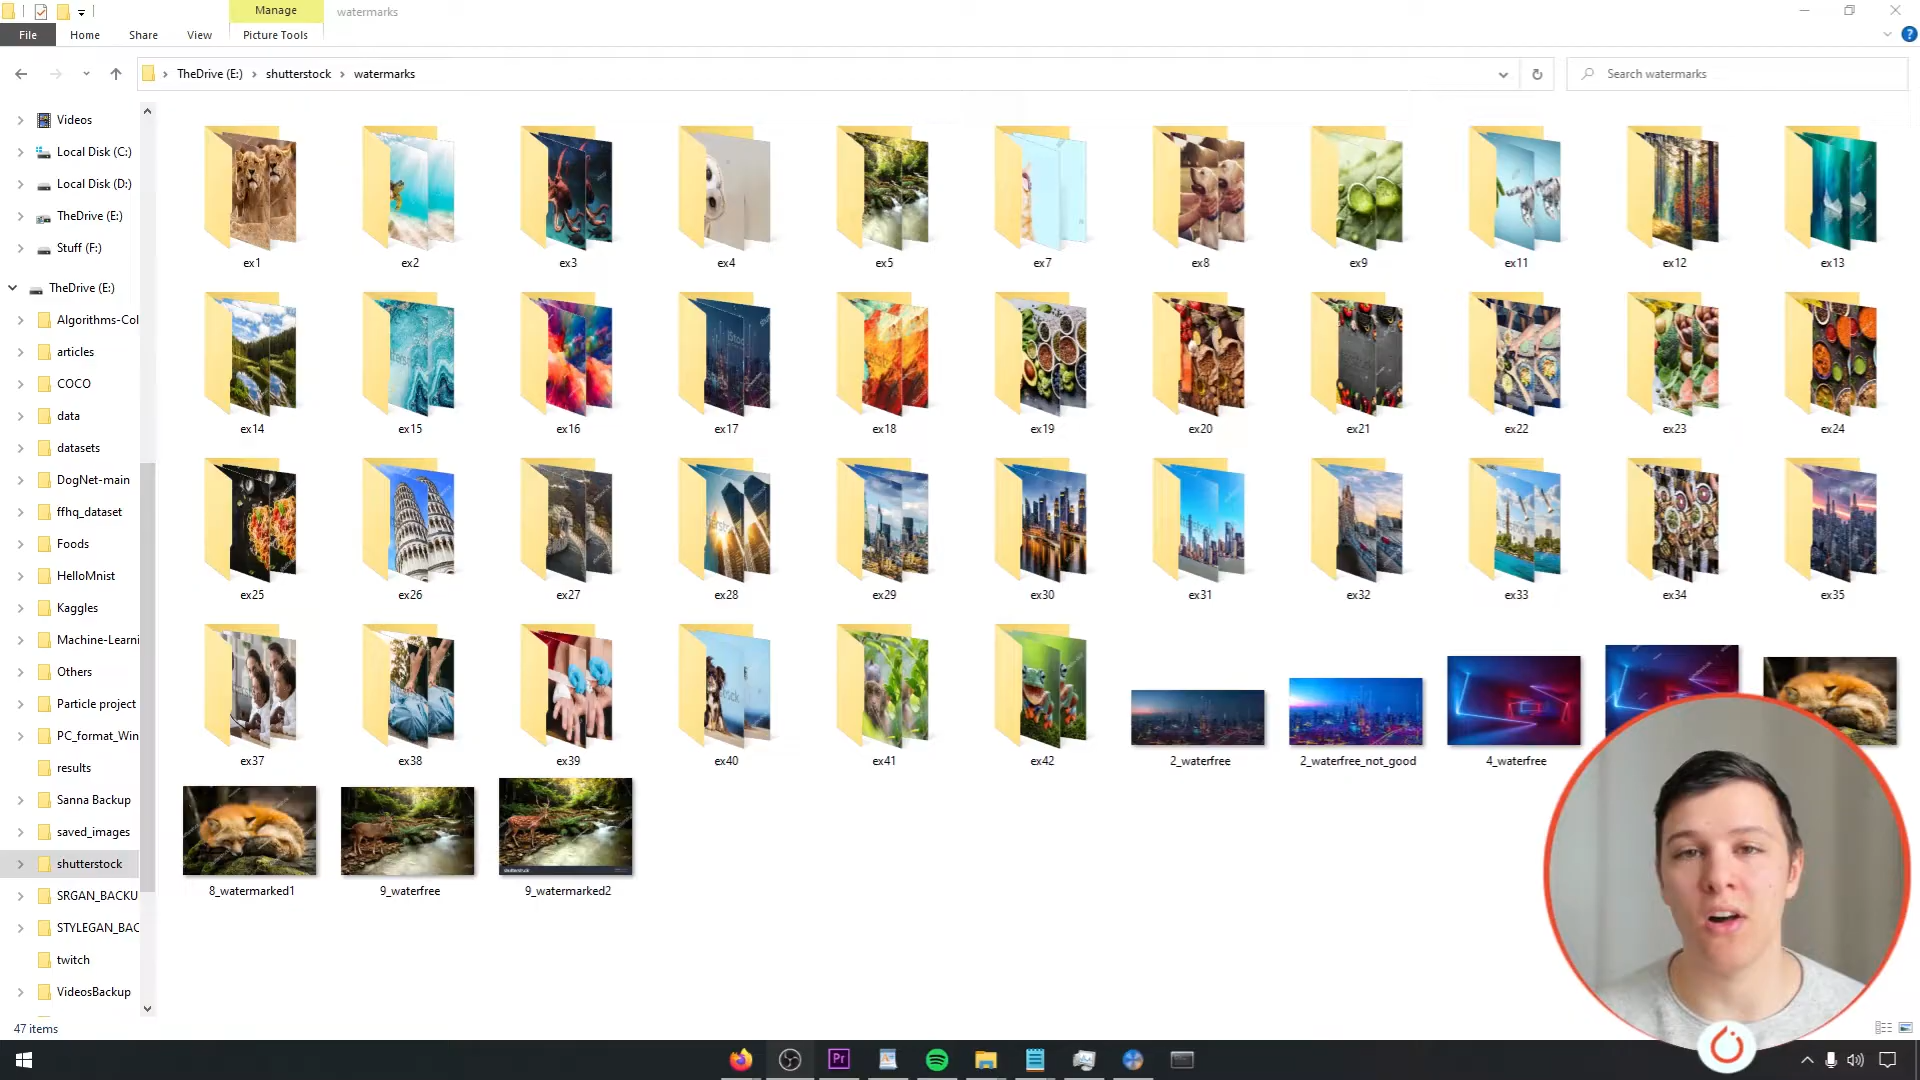 Manage
watermarks
File
Home
Share
View
Picture Tools
TheDrive (E:)
shutterstock
watermarks
Search watermarks
Videos
Local Disk (C:)
Local Disk (D:)
TheDrive (E:)
Stuff (F:)
TheDrive (E:)
Algorithms-Col
articles
COCO
data
datasets
DogNet-main
ffhq_dataset
Foods
HelloMnist
Kaggles
Machine-Learni
Others
Particle project
PC_format_Win
results
Sanna Backup
saved_images
shutterstock
SRGAN_BACKU
STYLEGAN_BAC
twitch
VideosBackup
ex1
ex2
ex3
ex4
ex5
ex7
ex8
ex9
ex11
ex12
ex13
ex14
ex15
ex16
ex17
ex18
ex19
ex20
ex21
ex22
ex23
ex24
ex25
ex26
ex27
ex28
ex29
ex30
ex31
ex32
ex33
ex34
ex35
ex37
ex38
ex39
ex40
ex41
ex42
2_waterfree
2_waterfree_not_good
4_waterfree
8_watermarked1
9_waterfree
9_watermarked2
47 items
Pr